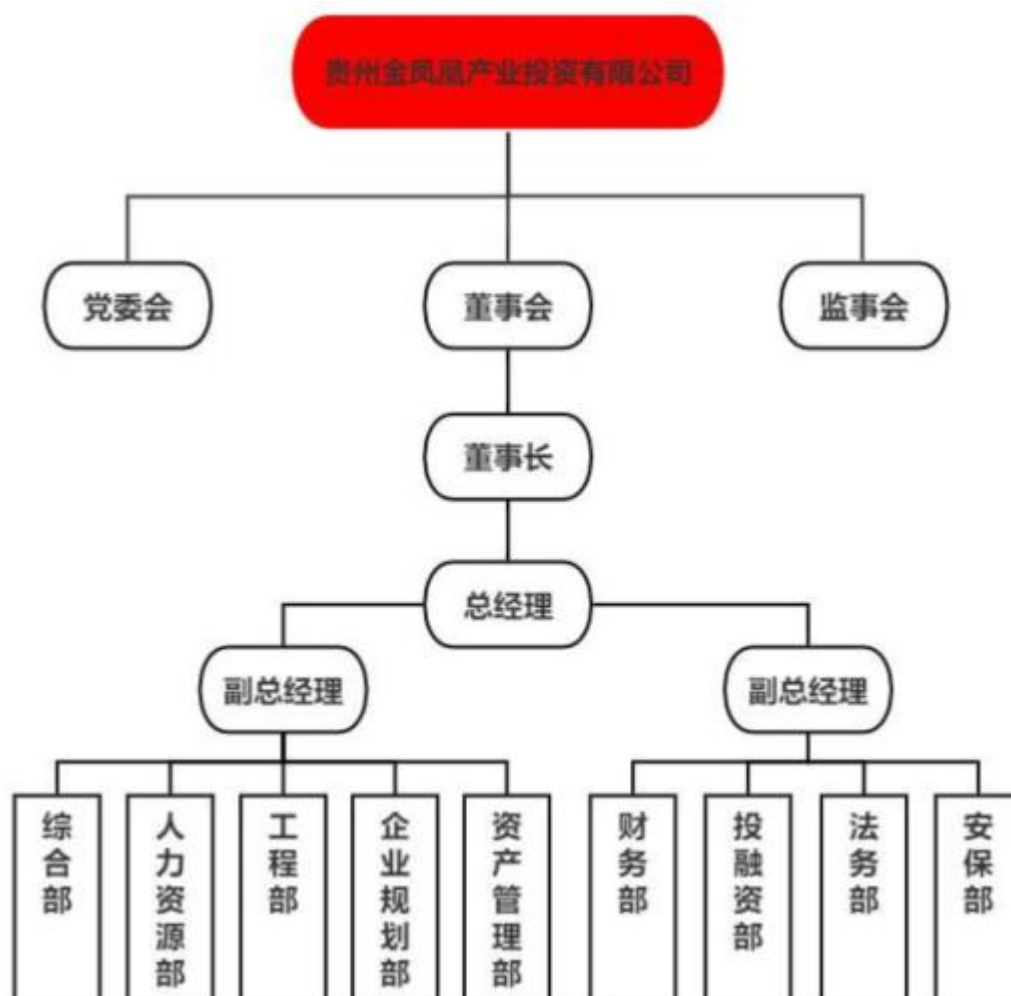 贵州金凤凰产业投资有限公司
党委会
董事会
监事会
董事长
总经理
副总经理
副总经理
综合部
人力资源部
工程部
企业规划部
资产管理部
财务部
投融资部
法务部
安保部